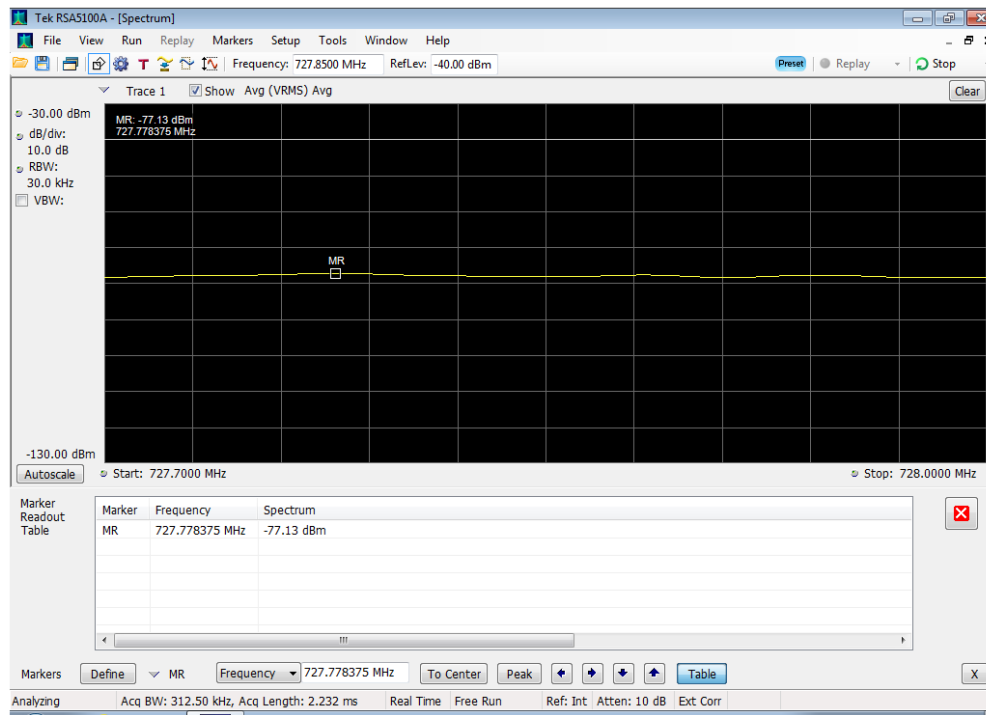 Tek RSA5100A - [Spectrum]
File View Run Replay Markers Setup Tools Window Help
T Frequency: 727.8500 MHz RefLev: -40.00 dBm Preset Replay Stop
Trace 1 Show Avg (VRMS) Avg Clear
-30.00 dBm
MR: -77.13 dBm
727.778375 MHz
dB/div:
10.0 dB
RBW:
30.0 kHz
VBW:
MR
-130.00 dBm
Autoscale Start: 727.7000 MHz Stop: 728.0000 MHz
Marker
Readout
Table
Marker Frequency Spectrum
MR 727.778375 MHz -77.13 dBm
Markers Define MR Frequency 727.778375 MHz To Center Peak Table X
Analyzing Acq BW: 312.50 kHz, Acq Length: 2.232 ms Real Time Free Run Ref: Int Atten: 10 dB Ext Corr